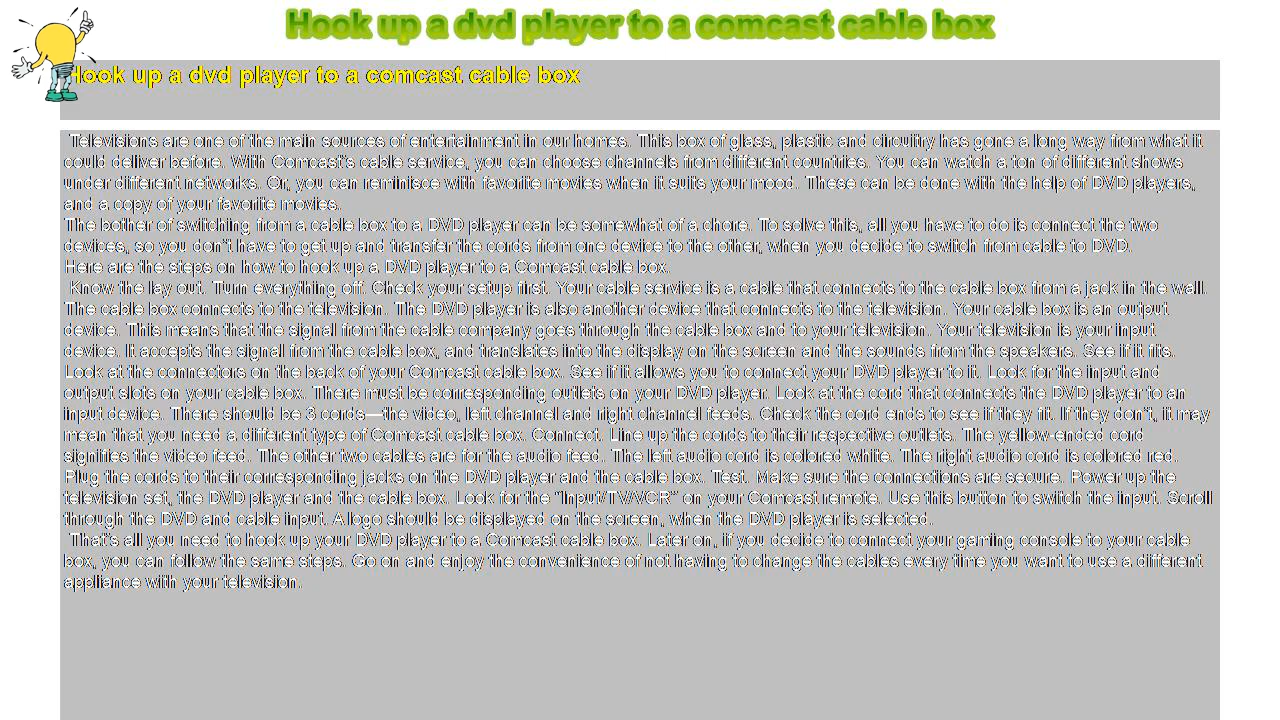 Hook up a dvd player to a comcast cable box
Hook up a dvd player to a comcast cable box
Televisions are one of the main sources of entertainment in our homes. This box of glass, plastic and circuitry has gone a long way from what it
could deliver before. With Comcast's cable service, you can choose channels from different countries. You can watch a ton of different shows
under different networks. Or, you can reminisce with favorite movies when it suits your mood. These can be done with the help of DVD players,
and a copy of your favorite movies.
The bother of switching from a cable box to a DVD player can be somewhat of a chore. To solve this, all you have to do is connect the two
devices, so you don't have to get up and transfer the cords from one device to the other, when you decide to switch from cable to DVD.
Here are the steps on how to hook up a DVD player to a Comcast cable box.
Know the lay out. Turn everything off. Check your setup first. Your cable service is a cable that connects to the cable box from a jack in the wall.
The cable box connects to the television. The DVD player is also another device that connects to the television. Your cable box is an output
device. This means that the signal from the cable company goes through the cable box and to your television. Your television is your input
device. It accepts the signal from the cable box, and translates into the display on the screen and the sounds from the speakers. See if it fits.
Look at the connectors on the back of your Comcast cable box. See if it allows you to connect your DVD player to it. Look for the input and
output slots on your cable box. There must be corresponding outlets on your DVD player. Look at the cord that connects the DVD player to an
input device. There should be 3 cords—the video, left channel and right channel feeds. Check the cord ends to see if they fit. If they don't, it may
mean that you need a different type of Comcast cable box. Connect. Line up the cords to their respective outlets. The yellow-ended cord
signifies the video feed. The other two cables are for the audio feed. The left audio cord is colored white. The right audio cord is colored red.
Plug the cords to their corresponding jacks on the DVD player and the cable box. Test. Make sure the connections are secure. Power up the
television set, the DVD player and the cable box. Look for the "Input/TV/VCR" on your Comcast remote. Use this button to switch the input. Scroll
through the DVD and cable input. A logo should be displayed on the screen, when the DVD player is selected.
That's all you need to hook up your DVD player to a Comcast cable box. Later on, if you decide to connect your gaming console to your cable
box, you can follow the same steps. Go on and enjoy the convenience of not having to change the cables every time you want to use a different
appliance with your television.